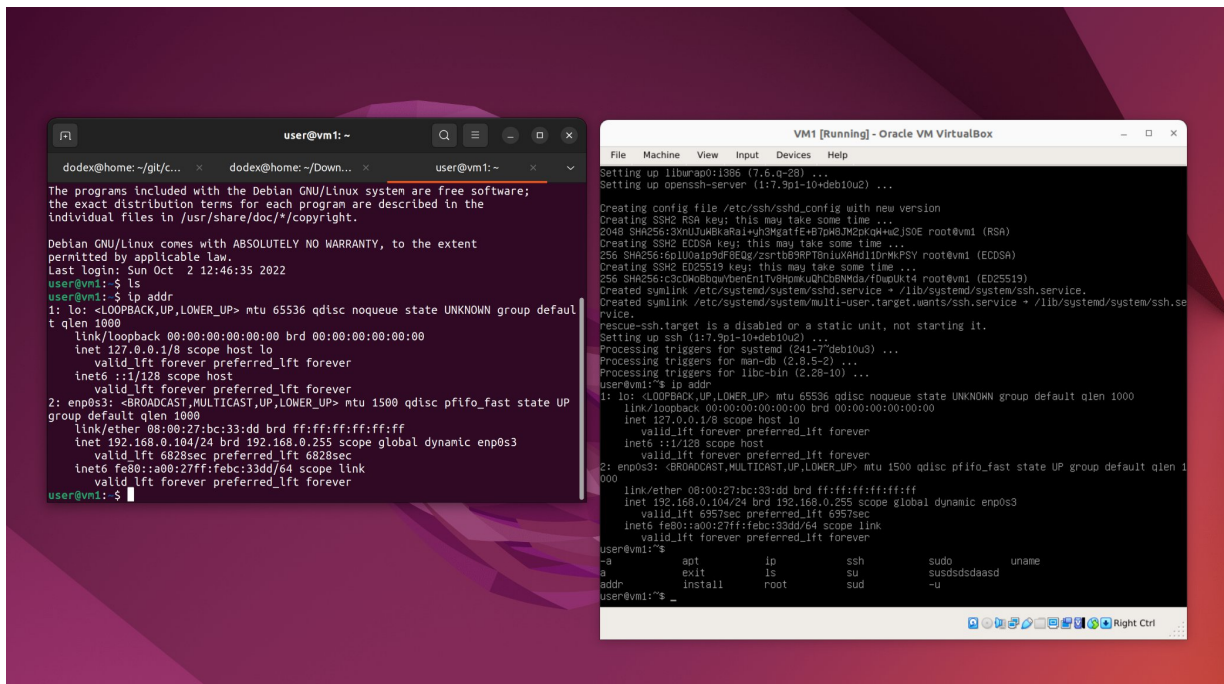 user@vm1: ~
dodex@home: ~/git/c...
dodex@home: ~/Down...
user@vm1: ~
The programs included with the Debian GNU/Linux system are free software;
the exact distribution terms for each program are described in the
individual files in /usr/share/doc/*/copyright.
Debian GNU/Linux comes with ABSOLUTELY NO WARRANTY, to the extent
permitted by applicable law.
Last login: Sun Oct  2 12:46:35 2022
user@vm1:~$ ls
user@vm1:~$ ip addr
1: lo: <LOOPBACK,UP,LOWER_UP> mtu 65536 qdisc noqueue state UNKNOWN group defaul
t qlen 1000
link/loopback 00:00:00:00:00:00 brd 00:00:00:00:00:00
inet 127.0.0.1/8 scope host lo
valid_lft forever preferred_lft forever
inet6 ::1/128 scope host
valid_lft forever preferred_lft forever
2: enp0s3: <BROADCAST,MULTICAST,UP,LOWER_UP> mtu 1500 qdisc pfifo_fast state UP
group default qlen 1000
link/ether 08:00:27:bc:33:dd brd ff:ff:ff:ff:ff:ff
inet 192.168.0.104/24 brd 192.168.0.255 scope global dynamic enp0s3
valid_lft 6828sec preferred_lft 6828sec
inet6 fe80::a00:27ff:febc:33dd/64 scope link
valid_lft forever preferred_lft forever
user@vm1:~$
VM1 [Running] - Oracle VM VirtualBox
File Machine View Input Devices Help
Setting up libwrap0:i386 (7.6.q-28) ...
Setting up openssh-server (1:7.9p1-10+deb10u2) ...
Creating config file /etc/ssh/sshd_config with new version
Creating SSH2 RSA key; this may take some time ...
2048 root@vm1 (RSA)
Creating SSH2 ECDSA key; this may take some time ...
256 root@vm1 (ECDSA)
Creating SSH2 ED25519 key; this may take some time ...
256 root@vm1 (ED25519)
Created symlink /etc/systemd/system/sshd.service → /lib/systemd/system/ssh.service.
Created symlink /etc/systemd/system/multi-user.target.wants/ssh.service → /lib/systemd/system/ssh.se
rvice.
rescue-ssh.target is a disabled or a static unit, not starting it.
Setting up ssh (1:7.9p1-10+deb10u2) ...
Processing triggers for systemd (241-7~deb10u3) ...
Processing triggers for man-db (2.8.5-2) ...
Processing triggers for libc-bin (2.28-10) ...
user@vm1:~$ ip addr
1: lo: <LOOPBACK,UP,LOWER_UP> mtu 65536 qdisc noqueue state UNKNOWN group default qlen 1000
link/loopback 00:00:00:00:00:00 brd 00:00:00:00:00:00
inet 127.0.0.1/8 scope host lo
valid_lft forever preferred_lft forever
inet6 ::1/128 scope host
valid_lft forever preferred_lft forever
2: enp0s3: <BROADCAST,MULTICAST,UP,LOWER_UP> mtu 1500 qdisc pfifo_fast state UP group default qlen 1
000
link/ether 08:00:27:bc:33:dd brd ff:ff:ff:ff:ff:ff
inet 192.168.0.104/24 brd 192.168.0.255 scope global dynamic enp0s3
valid_lft 6957sec preferred_lft 6957sec
inet6 fe80::a00:27ff:febc:33dd/64 scope link
valid_lft forever preferred_lft forever
user@vm1:~$
-a apt ip ssh sudo uname
a exit ls su susdsdsdaasd
addr install root sud -u
user@vm1:~$ _
Right Ctrl